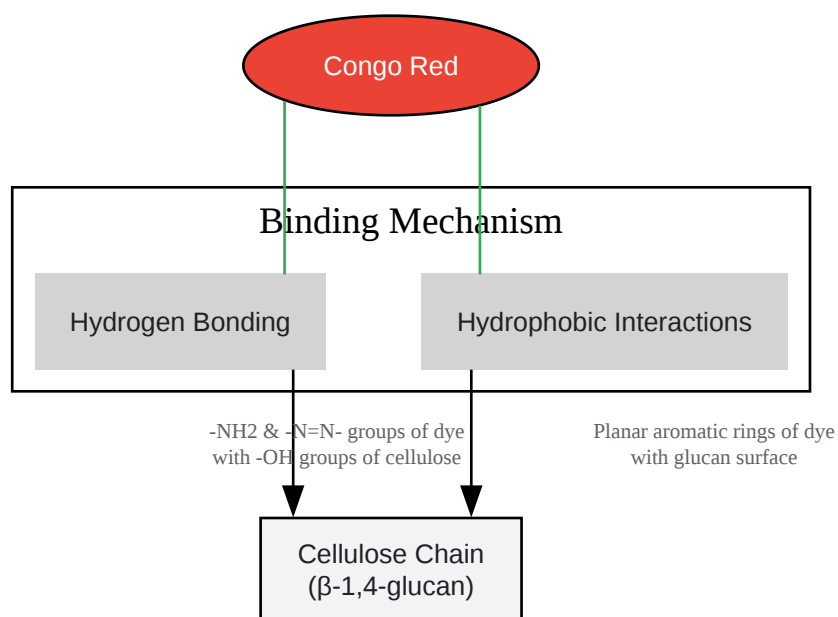 Congo Red
Binding Mechanism
Hydrogen Bonding
Hydrophobic Interactions
-NH2 & -N=N- groups of dye
with -OH groups of cellulose
Planar aromatic rings of dye
with glucan surface
Cellulose Chain
(β-1,4-glucan)